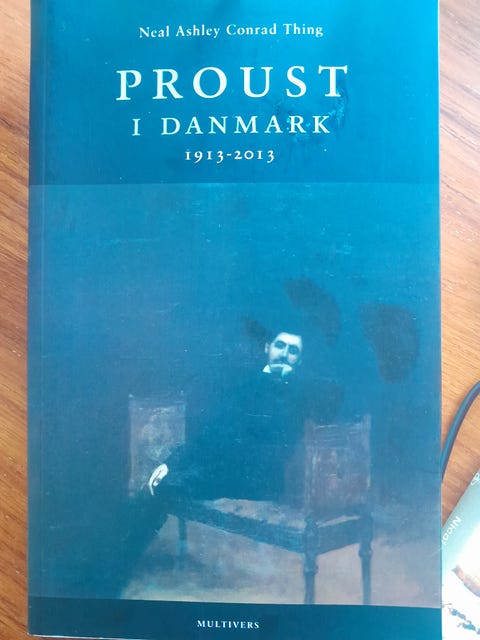 Neal Ashley Conrad Thing
PROUST
I DANMARK
1913-2013
MULTIVERS